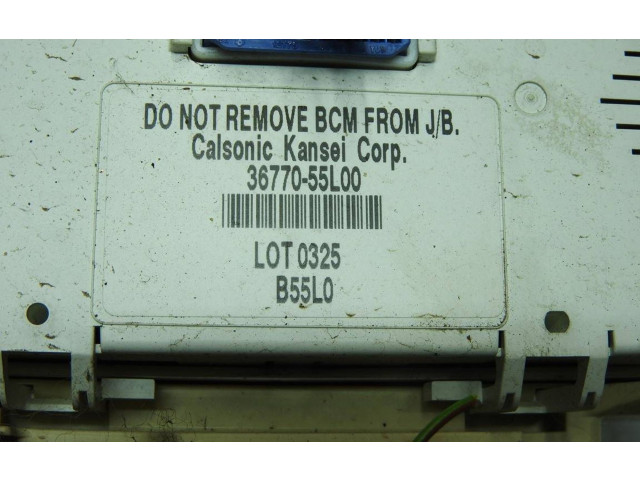 DO NOT REMOVE BCM FROM J/B.
Calsonic Kansei Corp.
36770-55L00
LOT 0325
B55L0